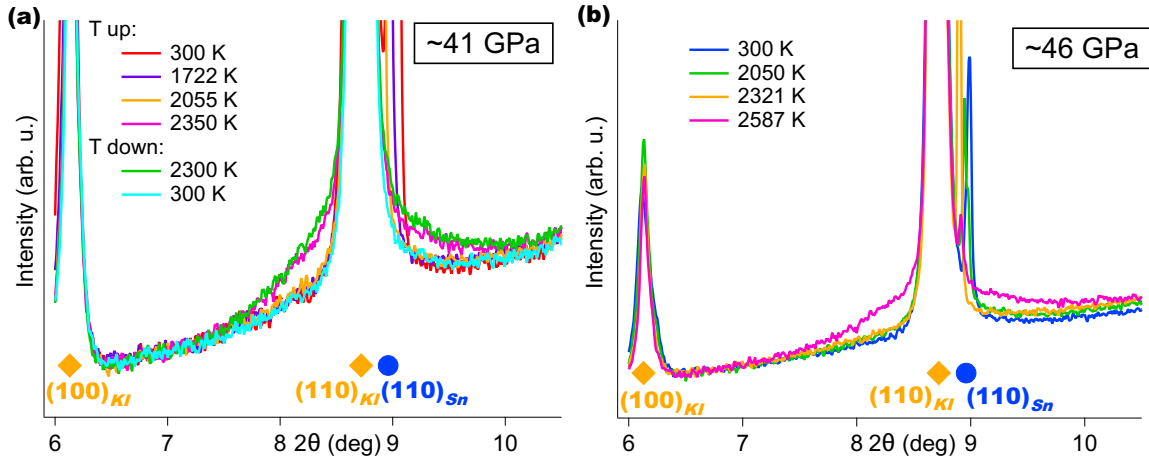 (a)
T up:
300 K
1722 K
2055 K
2350 K
T down:
2300 K
300 K
~41 GPa
Intensity (arb. u.)
(100)KI
(110)KI(110)Sn
6 7 8 2θ (deg) 9 10
(b)
300 K
2050 K
2321 K
2587 K
~46 GPa
Intensity (arb. u.)
(100)KI
(110)KI (110)Sn
6 7 8 2θ (deg) 9 10